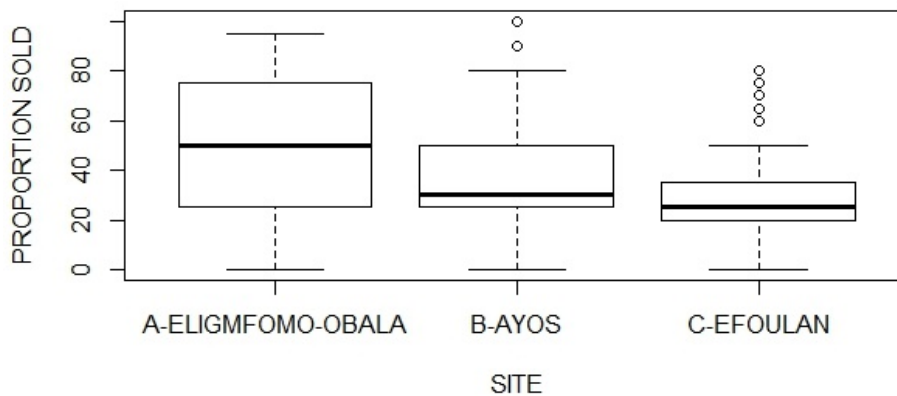 PROPORTION SOLD
80
60
40
20
0
A-ELIGMFOMO-OBALA B-AYOS C-EFOULAN
SITE